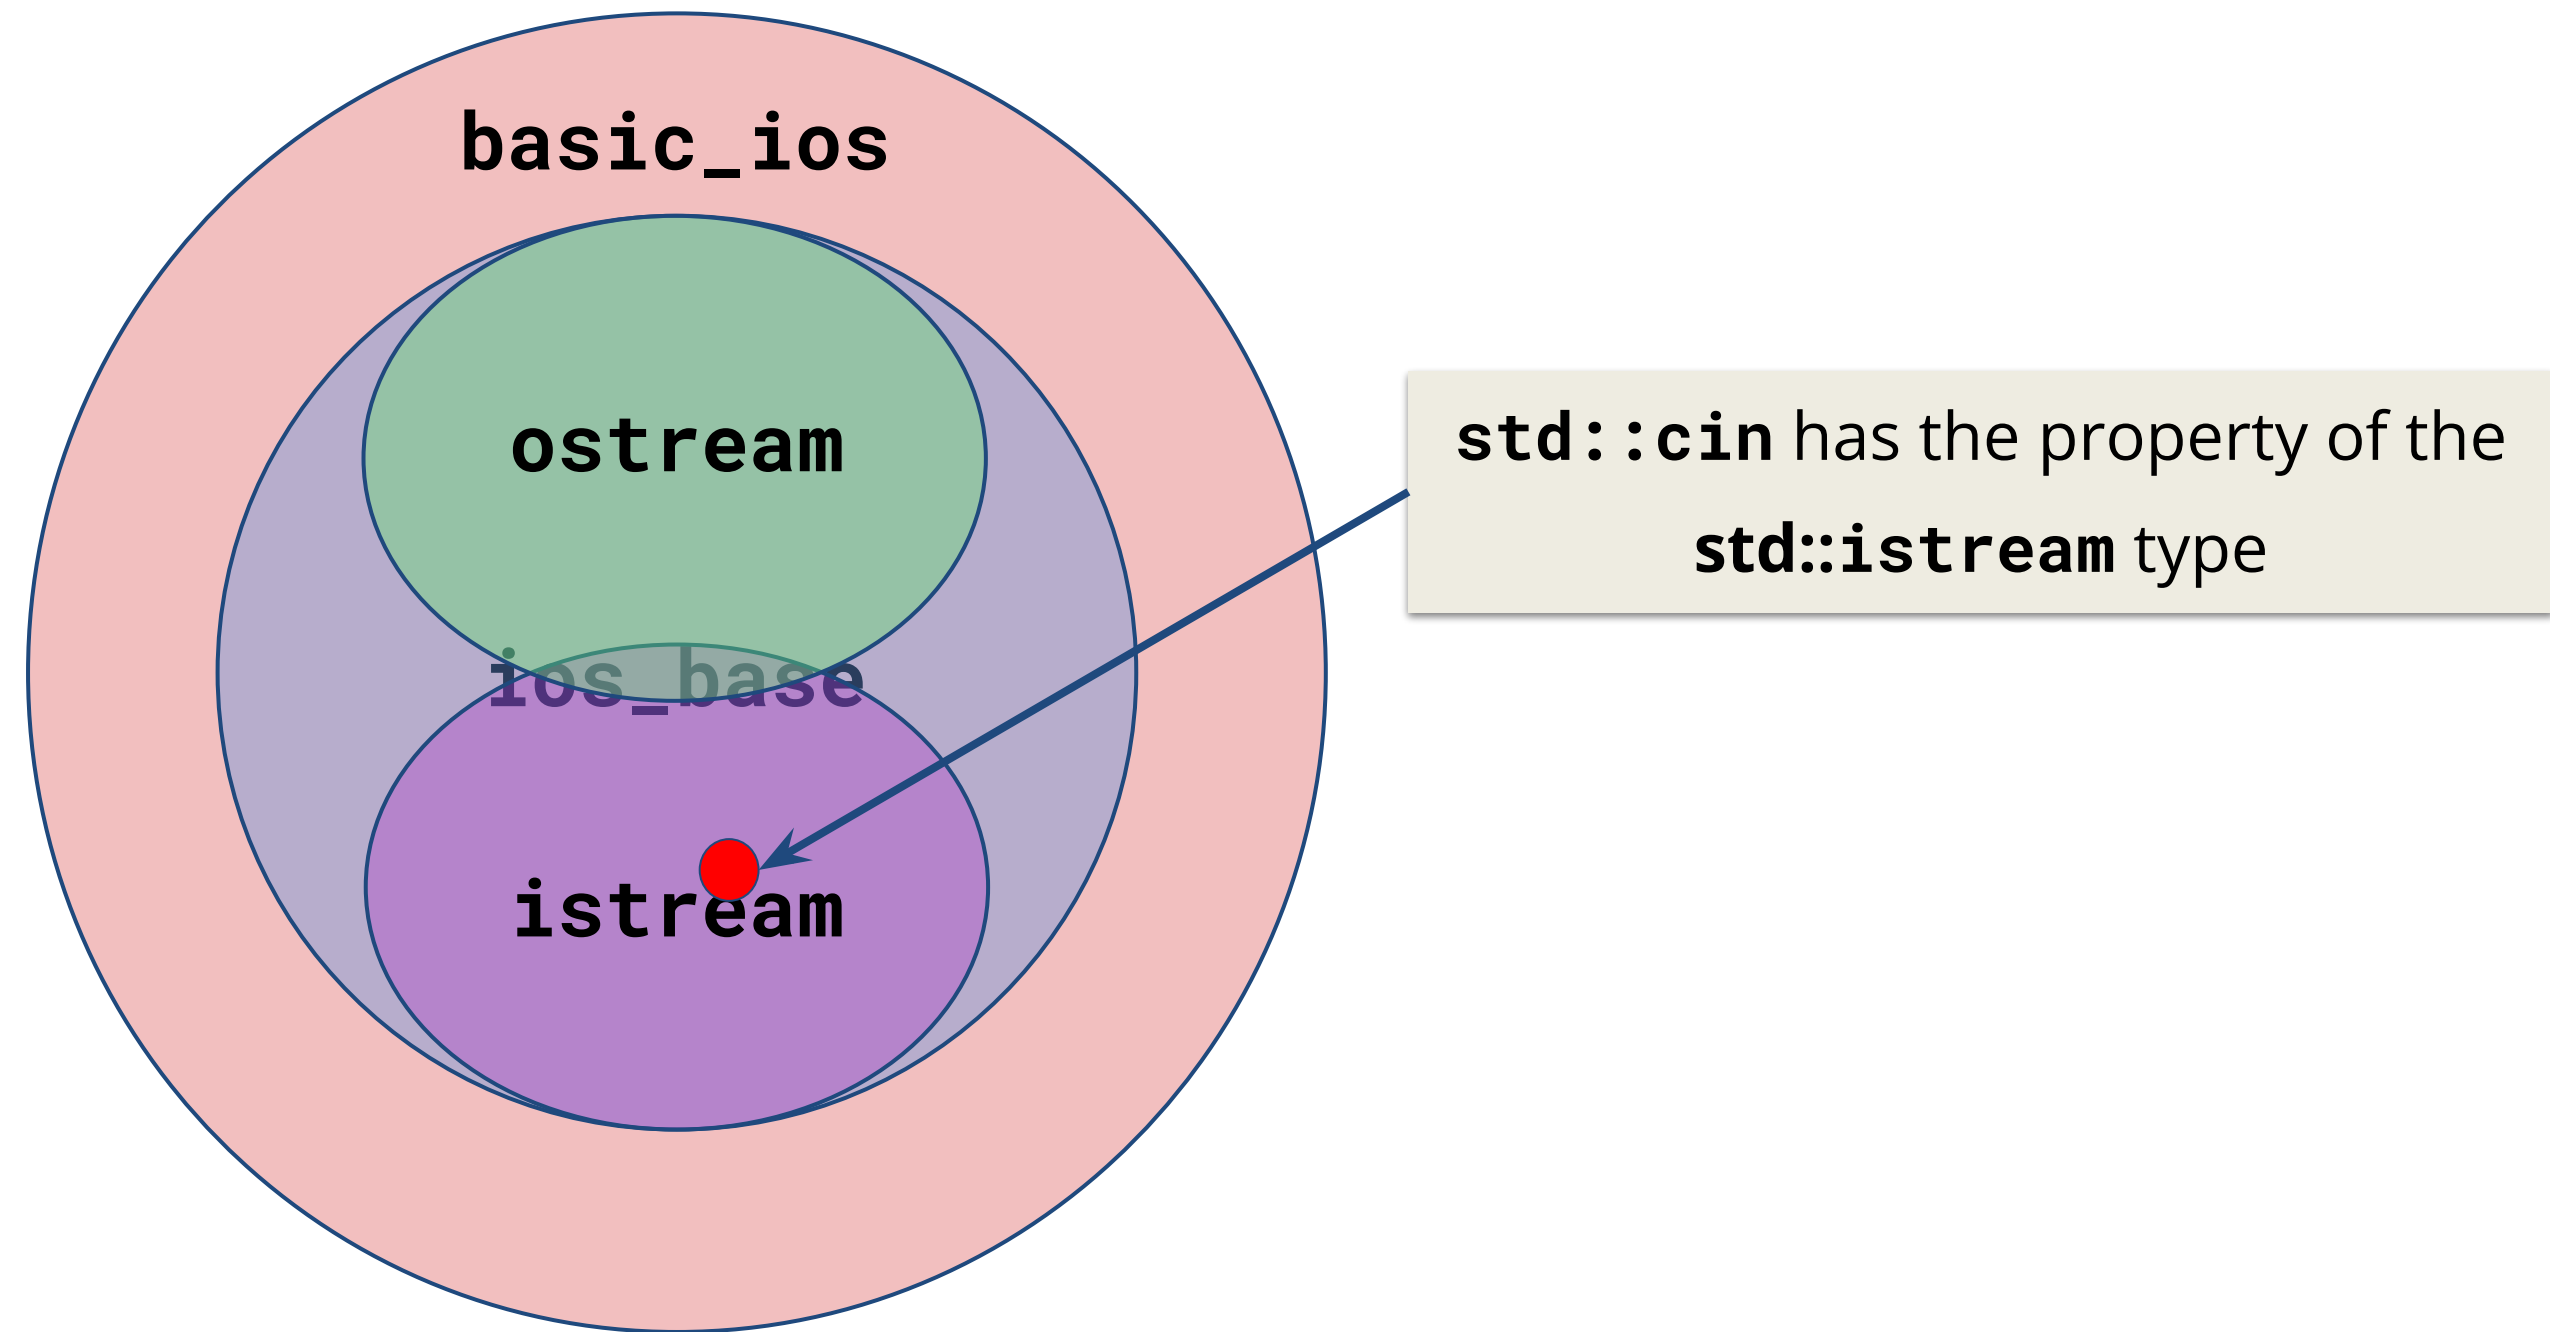 basic_ios
ostream
ios_base
istream
std::cin has the property of the
std::istream type